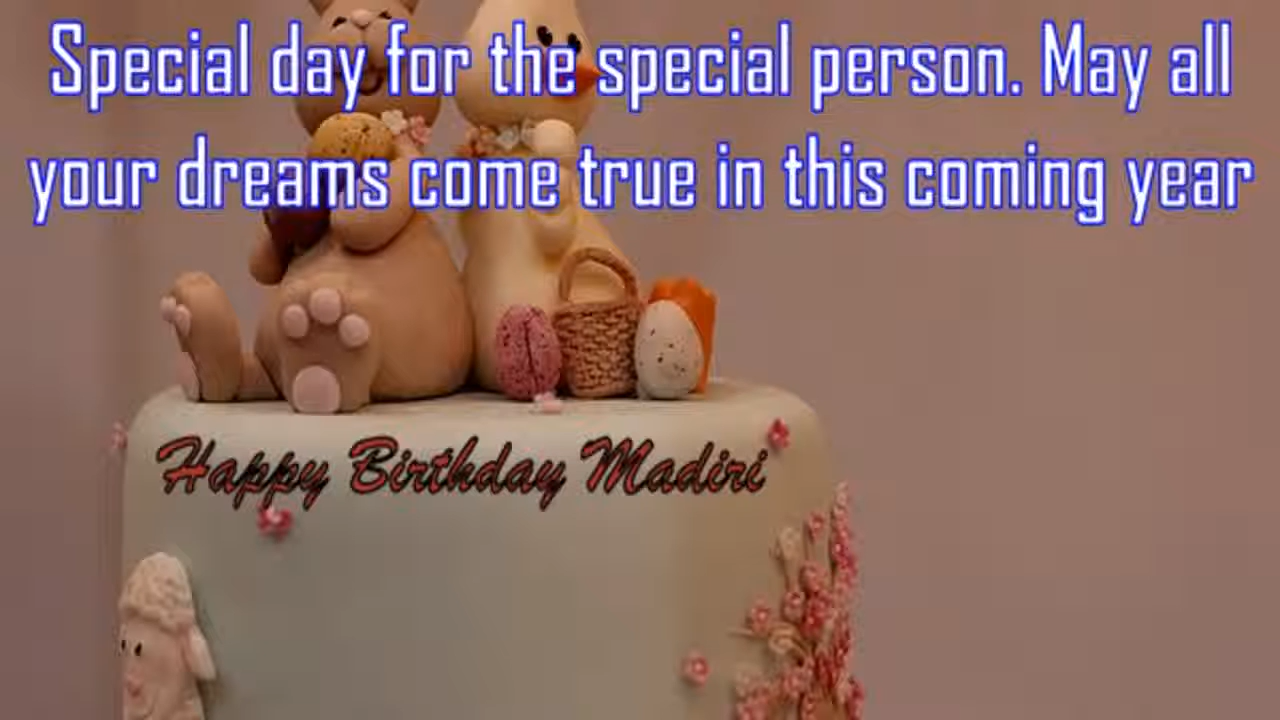 Special day for the special person. May all
your dreams come true in this coming year
Happy Birthday Madiri